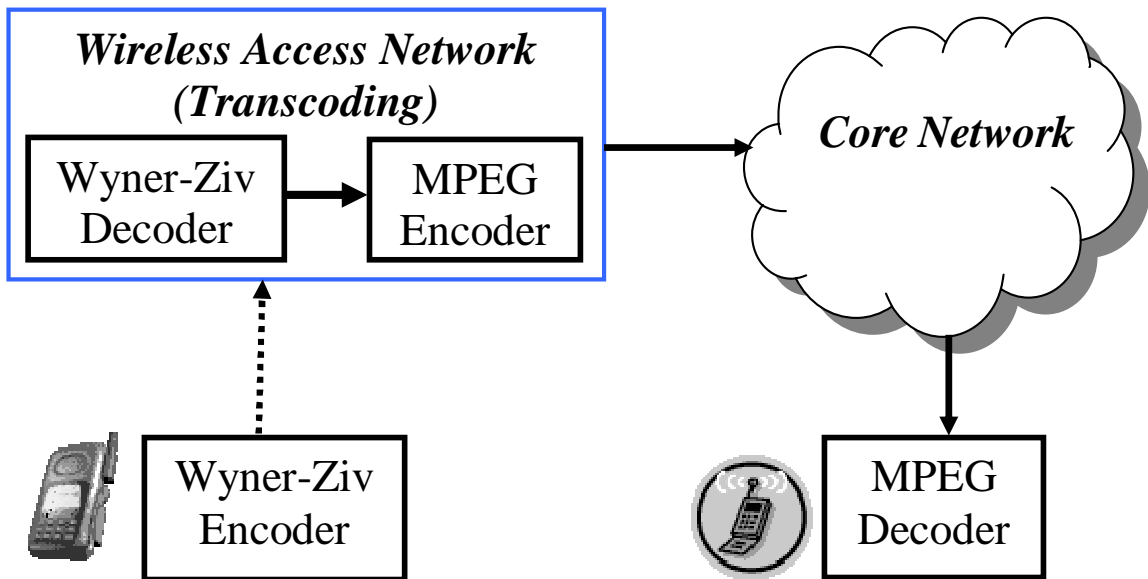 Wireless Access Network
(Transcoding)
Wyner-Ziv
Decoder
MPEG
Encoder
Core Network
Wyner-Ziv
Encoder
MPEG
Decoder